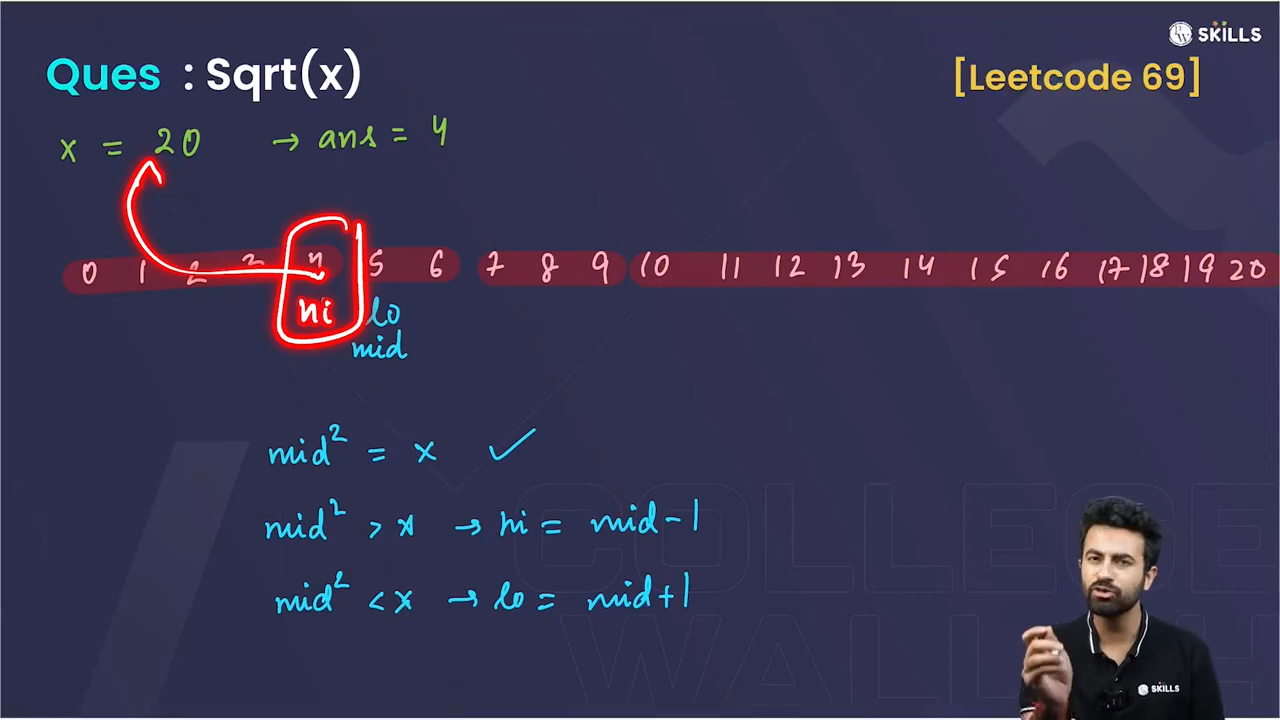 SKILLS
Ques : Sqrt(x) [Leetcode 69]
x = 20 → ans = 4
0 1 2 3 4 5 6 7 8 9 10 11 12 13 14 15 16 17 18 19 20
hi lo
mid
mid² = x ✓
mid² > x → hi = mid-1
mid² < x → lo = mid+1
COLLEGE
WALLAH
SKILLS